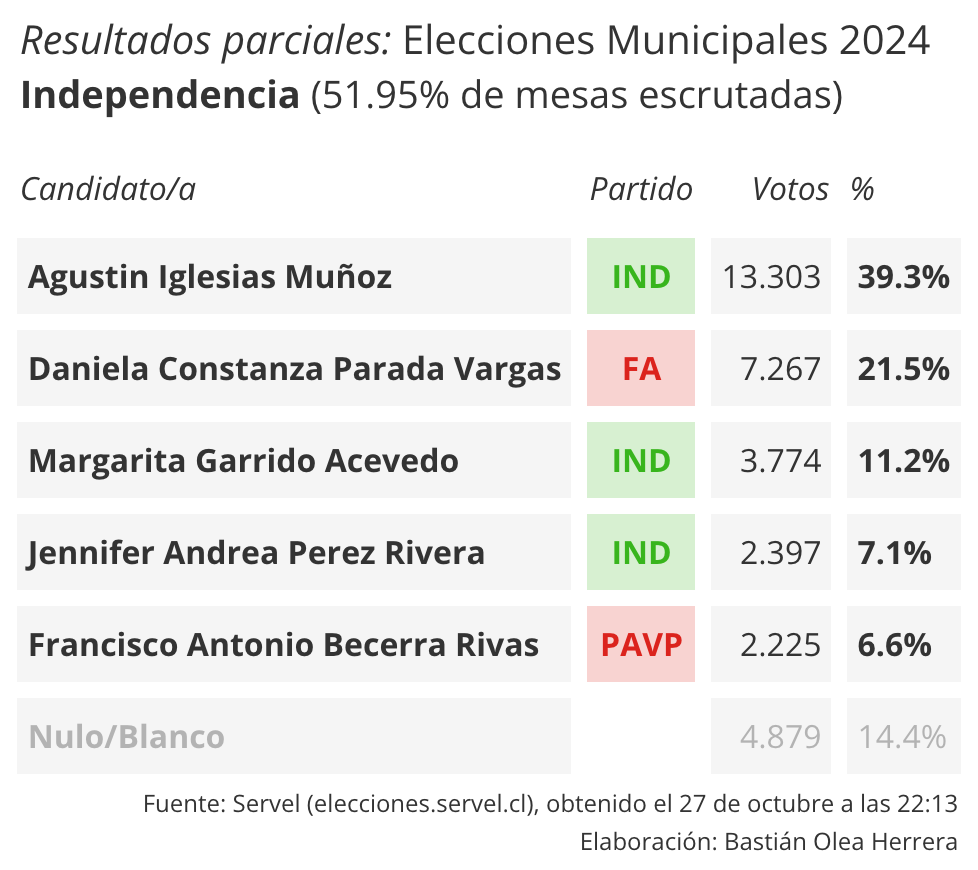 Resultados parciales: Elecciones Municipales 2024
Independencia (51.95% de mesas escrutadas)
Candidato/a Partido Votos %
Agustin Iglesias Muñoz IND 13.303 39.3%
Daniela Constanza Parada Vargas FA 7.267 21.5%
Margarita Garrido Acevedo IND 3.774 11.2%
Jennifer Andrea Perez Rivera IND 2.397 7.1%
Francisco Antonio Becerra Rivas PAVP 2.225 6.6%
Nulo/Blanco 4.879 14.4%
Fuente: Servel (elecciones.servel.cl), obtenido el 27 de octubre a las 22:13
Elaboración: Bastián Olea Herrera